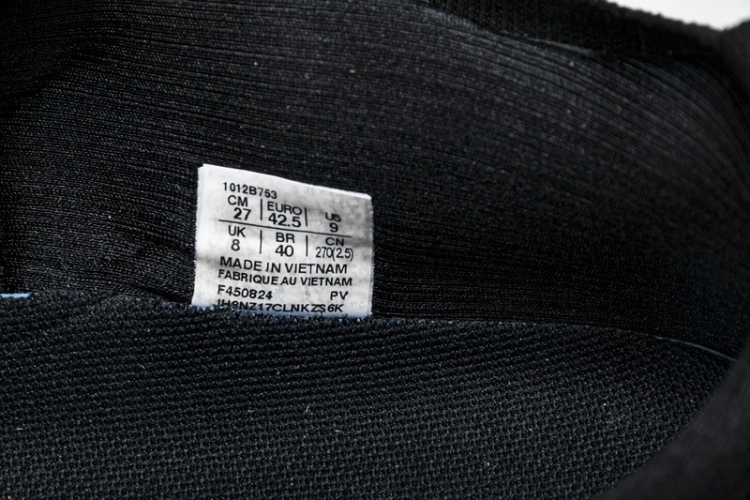 1012B753
CM EURO US
27 42.5 9
UK BR CN
8 40 270(2.5)
MADE IN VIETNAM
FABRIQUE AU VIETNAM
F450824 PV
IH8NZ17CLNKZS6K